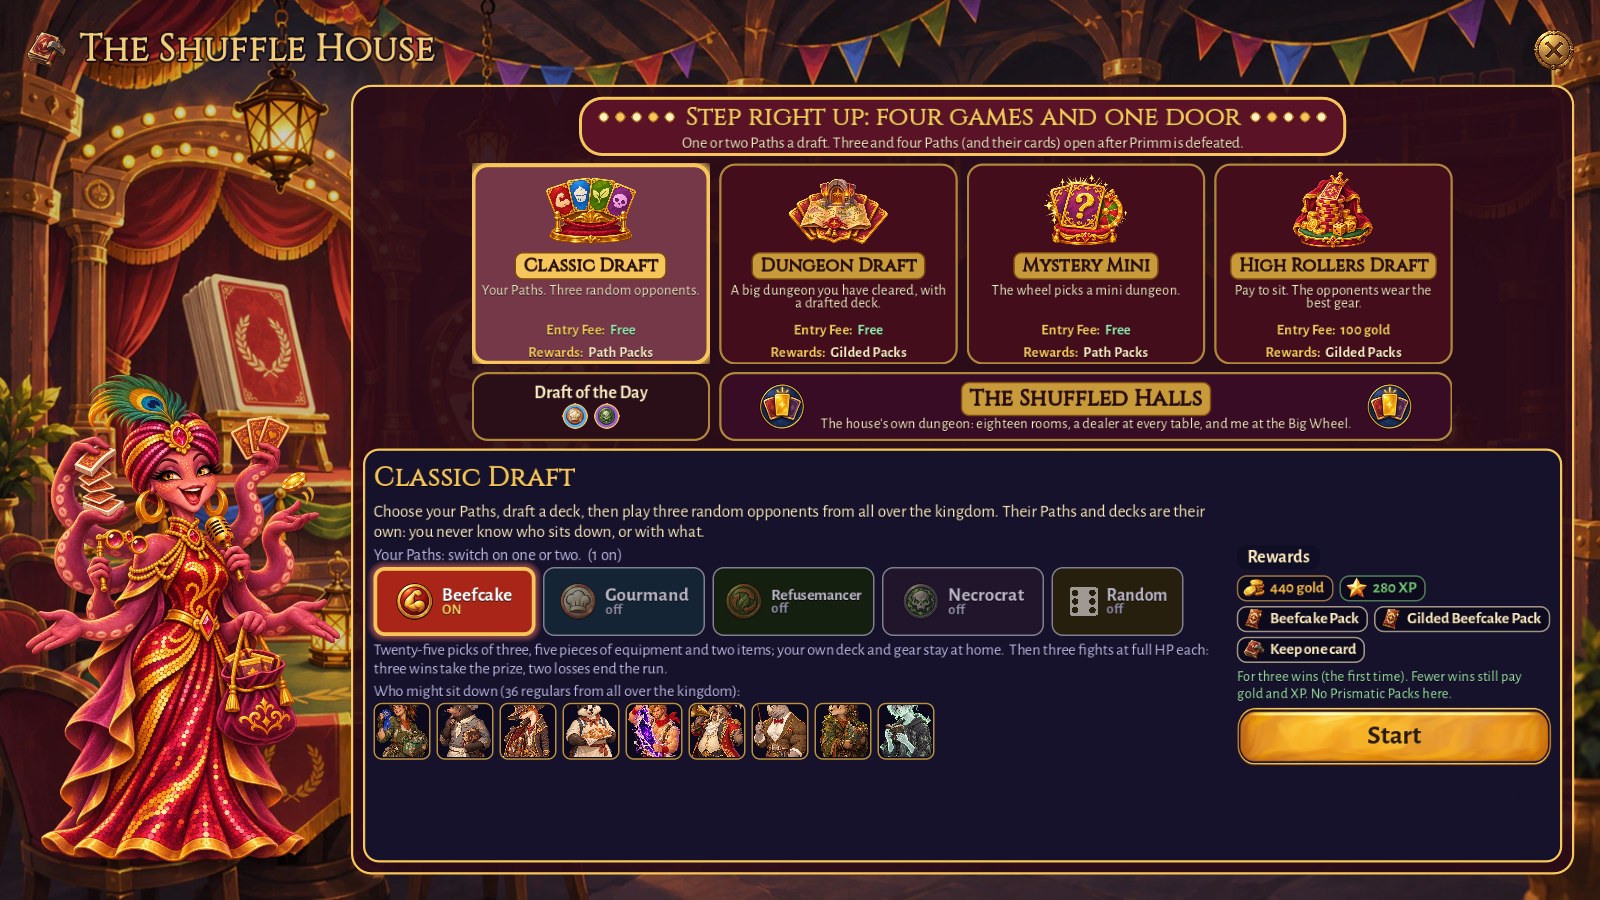 The Shuffle House
Step right up: four games and one door
One or two Paths a draft. Three and four Paths (and their cards) open after Primm is defeated.
Classic Draft
Your Paths. Three random opponents.
Entry Fee: Free
Rewards: Path Packs
Dungeon Draft
A big dungeon you have cleared, with
a drafted deck.
Entry Fee: Free
Rewards: Gilded Packs
Mystery Mini
The wheel picks a mini dungeon.
Entry Fee: Free
Rewards: Path Packs
High Rollers Draft
Pay to sit. The opponents wear the
best gear.
Entry Fee: 100 gold
Rewards: Gilded Packs
Draft of the Day
The Shuffled Halls
The house's own dungeon: eighteen rooms, a dealer at every table, and me at the Big Wheel.
Classic Draft
Choose your Paths, draft a deck, then play three random opponents from all over the kingdom. Their Paths and decks are their
own: you never know who sits down, or with what.
Your Paths: switch on one or two. (1 on)
Beefcake
ON
Gourmand
off
Refusemancer
off
Necrocrat
off
Random
off
Twenty-five picks of three, five pieces of equipment and two items; your own deck and gear stay at home. Then three fights at full HP each:
three wins take the prize, two losses end the run.
Who might sit down (36 regulars from all over the kingdom):
Rewards
440 gold
280 XP
Beefcake Pack
Gilded Beefcake Pack
Keep one card
For three wins (the first time). Fewer wins still pay
gold and XP. No Prismatic Packs here.
Start